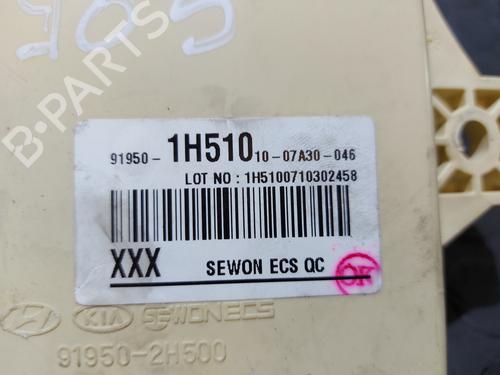 91950-1H510 10-07A30-046
LOT NO : 1H5100710302458
XXX SEWON ECS QC OK
KIA SEWONECS
91950-2H500
B-PARTS